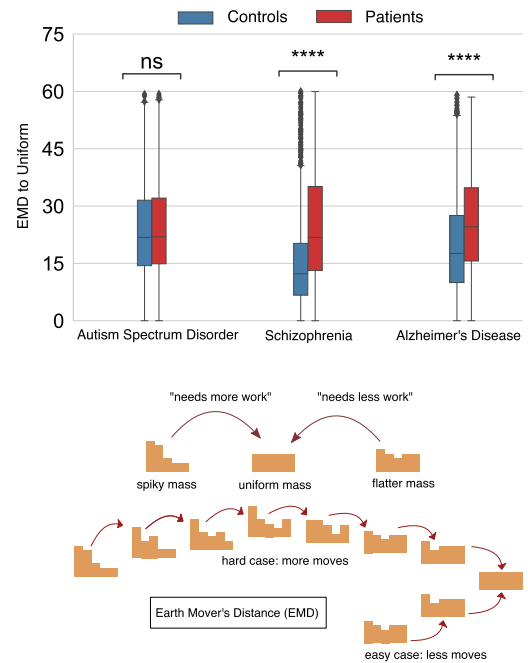 Controls Patients
75
ns **** ****
60
45
30
15
0
EMD to Uniform
Autism Spectrum Disorder Schizophrenia Alzheimer's Disease
"needs more work" "needs less work"
spiky mass uniform mass flatter mass
hard case: more moves
Earth Mover's Distance (EMD)
easy case: less moves